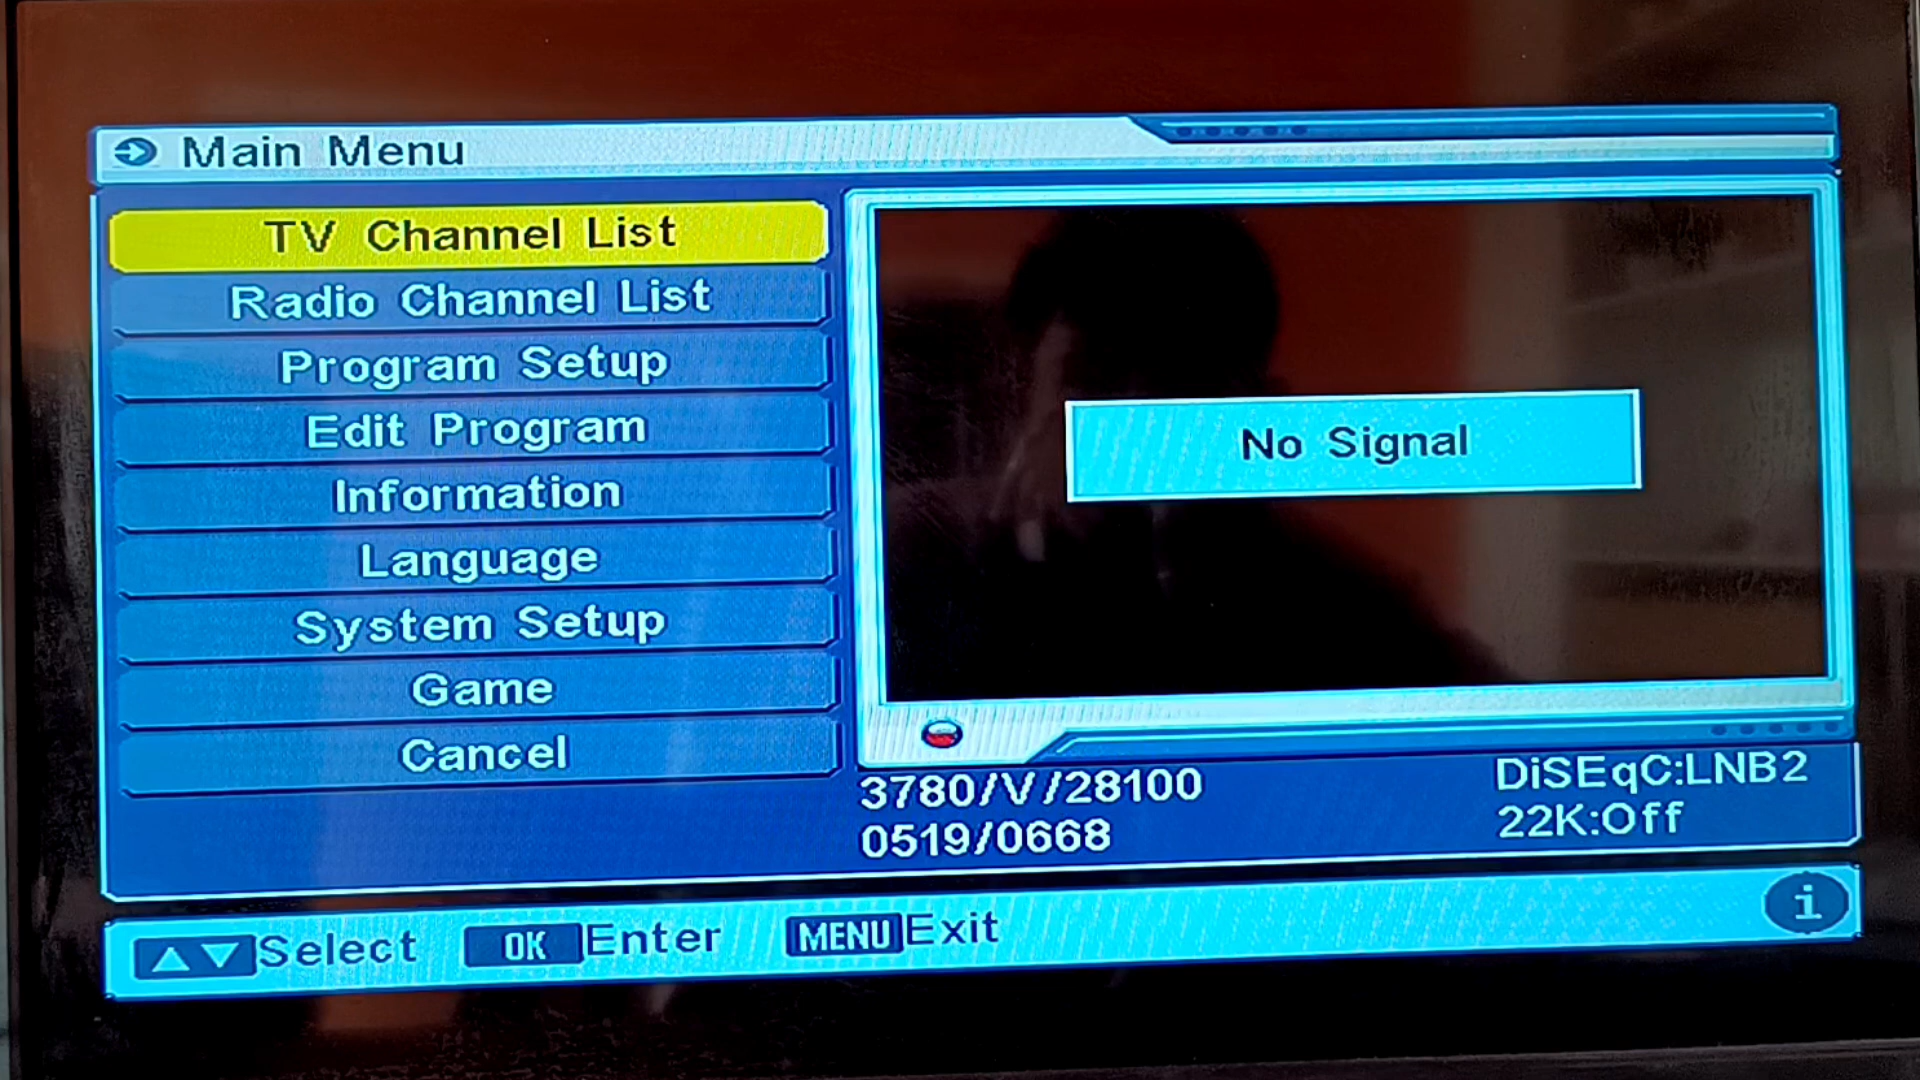 Main Menu
TV Channel List
Radio Channel List
Program Setup
Edit Program
Information
Language
System Setup
Game
Cancel
No Signal
3780/V/28100
0519/0668
DiSEqC:LNB2
22K:Off
Select OK Enter MENU Exit i